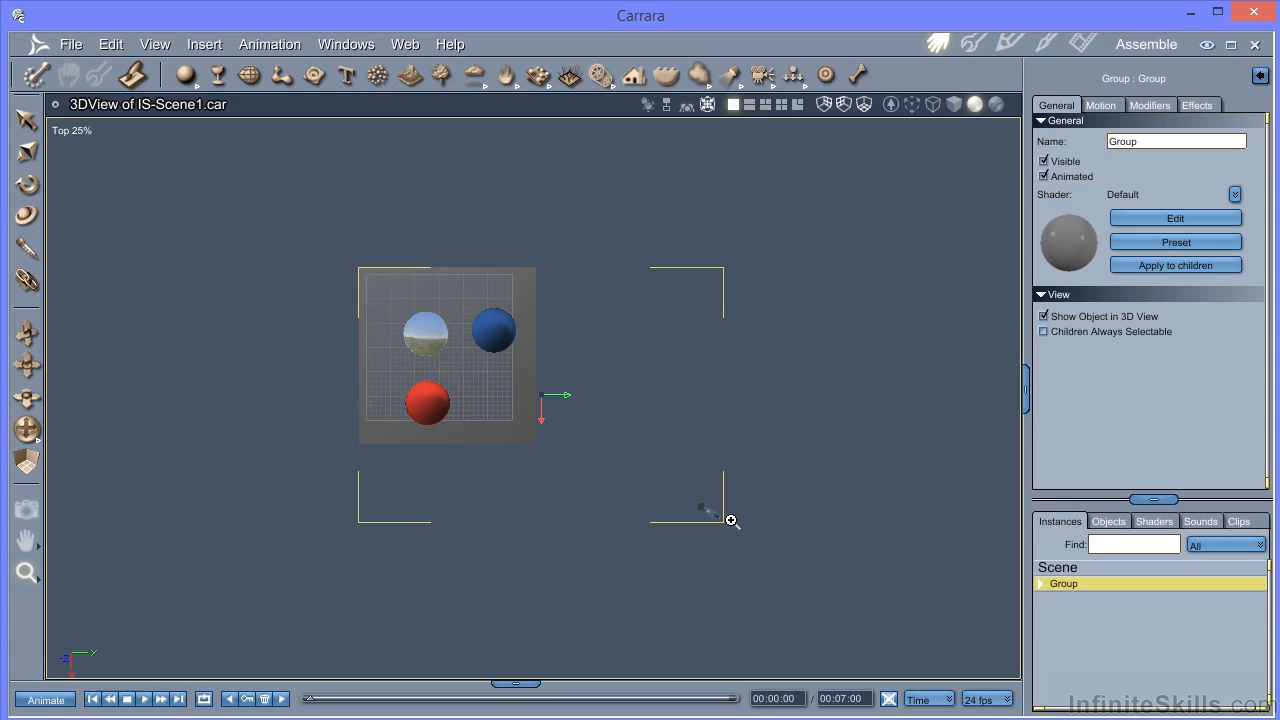 Carrara
File Edit View Insert Animation Windows Web Help
Assemble
3DView of IS-Scene1.car
Top 25%
Group : Group
General Motion Modifiers Effects
General
Name: Group
Visible
Animated
Shader: Default
Edit
Preset
Apply to children
View
Show Object in 3D View
Children Always Selectable
Instances Objects Shaders Sounds Clips
Find: All
Scene
Group
Y
-Z
Animate 00:00:00 / 00:07:00 Time 24 fps
InfiniteSkills.com